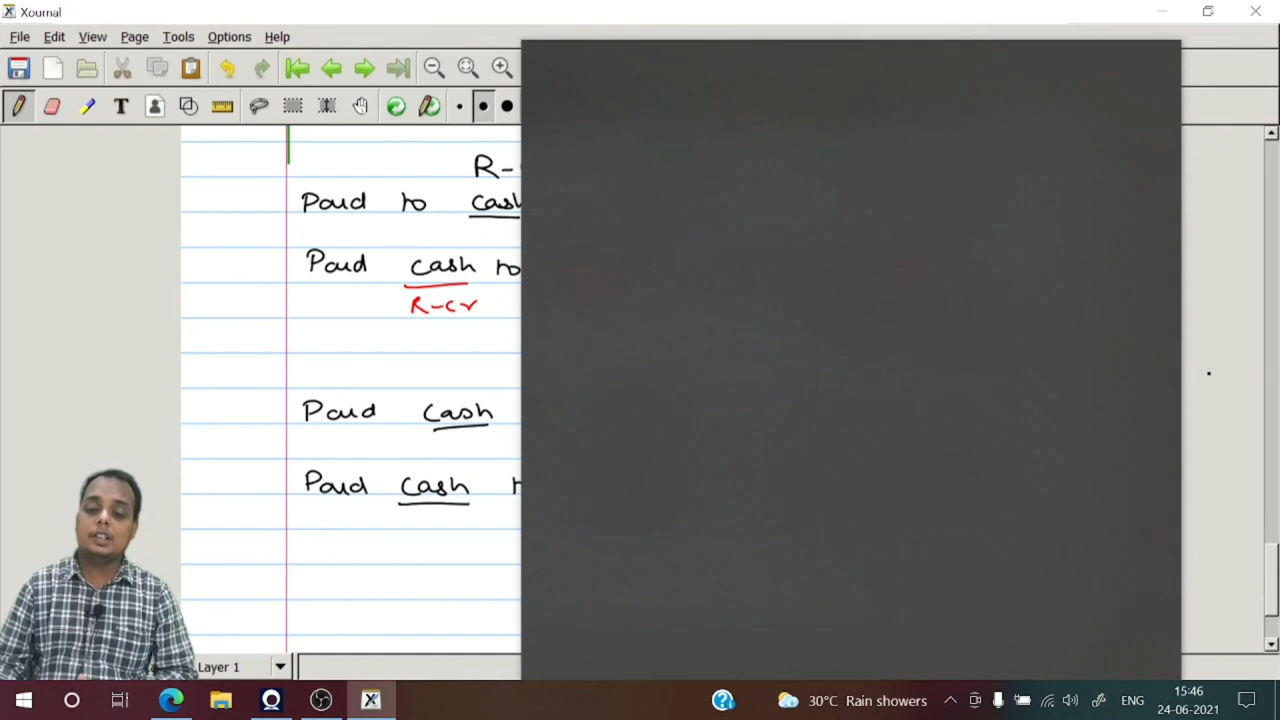 Xournal
File Edit View Page Tools Options Help
R-
Paid to cash
Paid cash to
R-cr
Paid cash
Paid cash
Layer 1
30°C Rain showers
ENG
15:46
24-06-2021